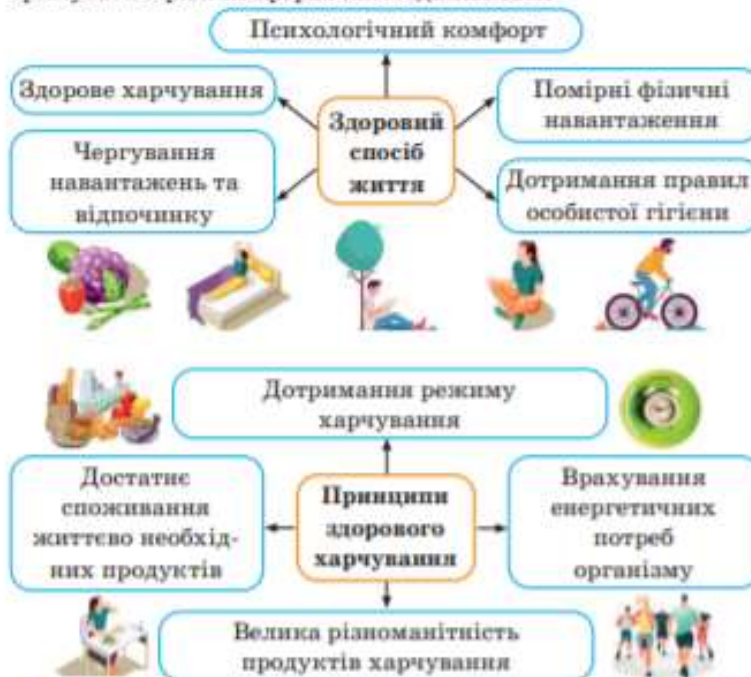 Психологічний комфорт
Здорове харчування
Здоровий
спосіб
життя
Помірні фізичні
навантаження
Чергування
навантажень та
відпочинку
Дотримання правил
особистої гігієни
Дотримання режиму
харчування
Достатнє
споживання
життєво необхід-
них продуктів
Принципи
здорового
харчування
Врахування
енергетичних
потреб
організму
Велика різноманітність
продуктів харчування